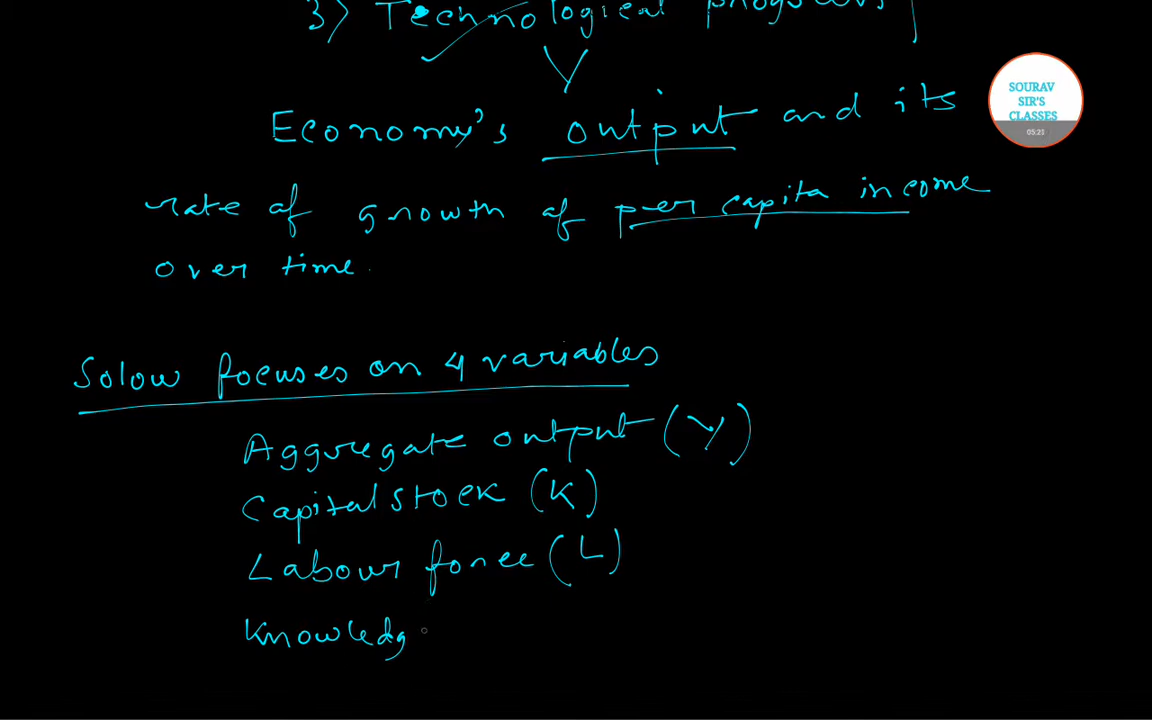 3) Technological progress
Economy's output and its
rate of growth of per capita income
over time.
Solow focuses on 4 variables
Aggregate output (Y)
Capital stock (K)
Labour force (L)
Knowledg
SOURAV
SIR'S
CLASSES
05:21